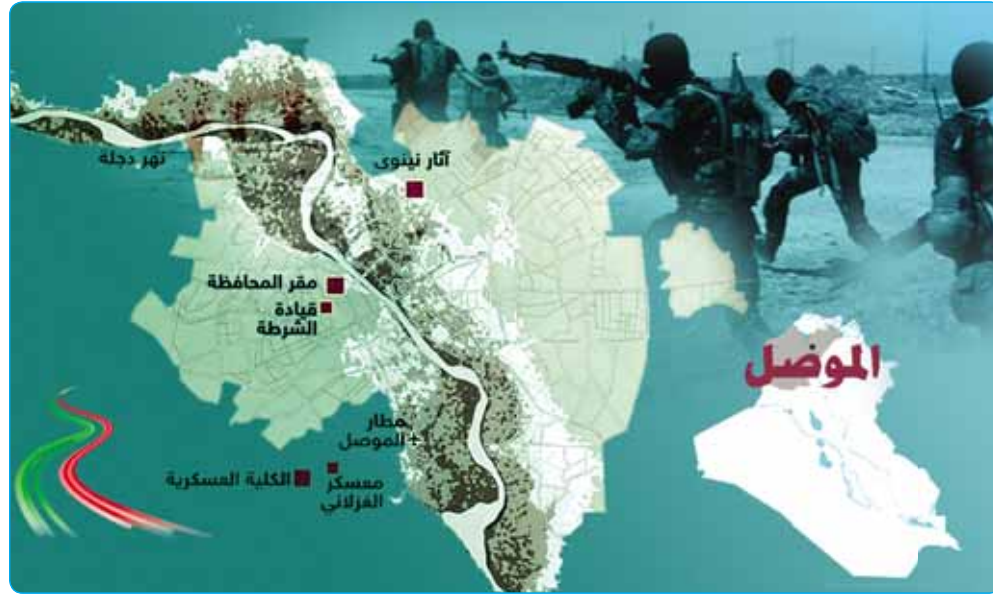 آثار نينوى
نهر دجلة
مقر المحافظة
قيادة
الشرطة
الموصل
مطار
الموصل
معسكر
الغزلاني
الكلية العسكرية